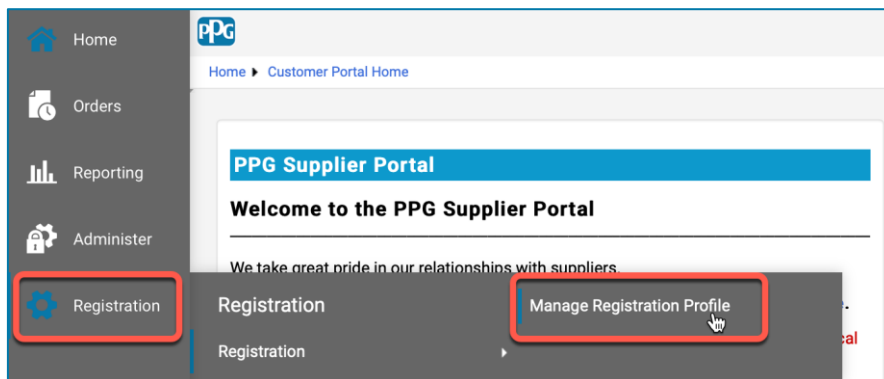 Home
PPG
Home Customer Portal Home
Orders
Reporting
PPG Supplier Portal
Welcome to the PPG Supplier Portal
Administer
We take great pride in our relationships with suppliers.
Registration
Registration
Manage Registration Profile
Registration